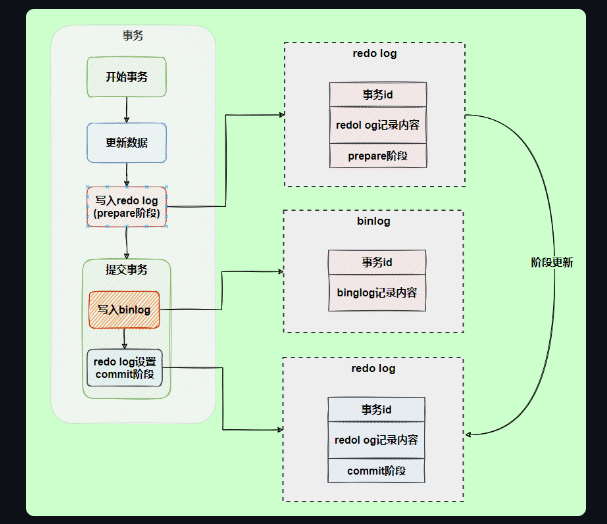 事务
开始事务
更新数据
写入redo log
(prepare阶段)
提交事务
写入binlog
redo log设置
commit阶段
redo log
事务id
redol og记录内容
prepare阶段
binlog
事务id
binglog记录内容
redo log
事务id
redol og记录内容
commit阶段
阶段更新